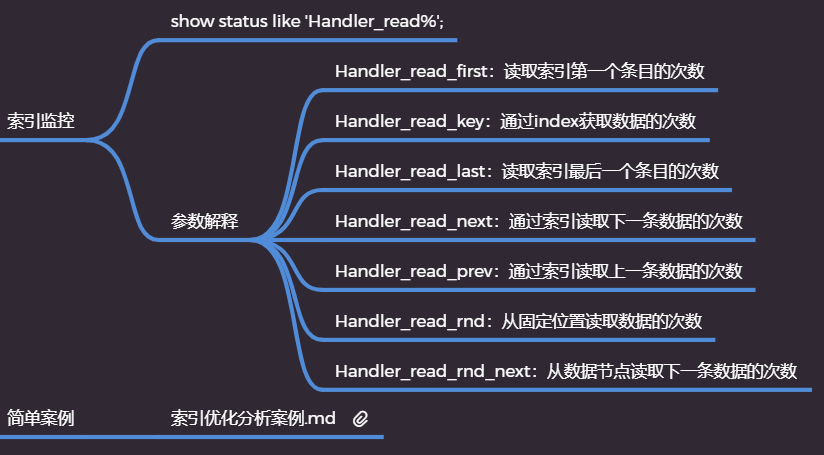 show status like 'Handler_read%';
索引监控
参数解释
Handler_read_first：读取索引第一个条目的次数
Handler_read_key：通过index获取数据的次数
Handler_read_last：读取索引最后一个条目的次数
Handler_read_next：通过索引读取下一条数据的次数
Handler_read_prev：通过索引读取上一条数据的次数
Handler_read_rnd：从固定位置读取数据的次数
Handler_read_rnd_next：从数据节点读取下一条数据的次数
简单案例
索引优化分析案例.md